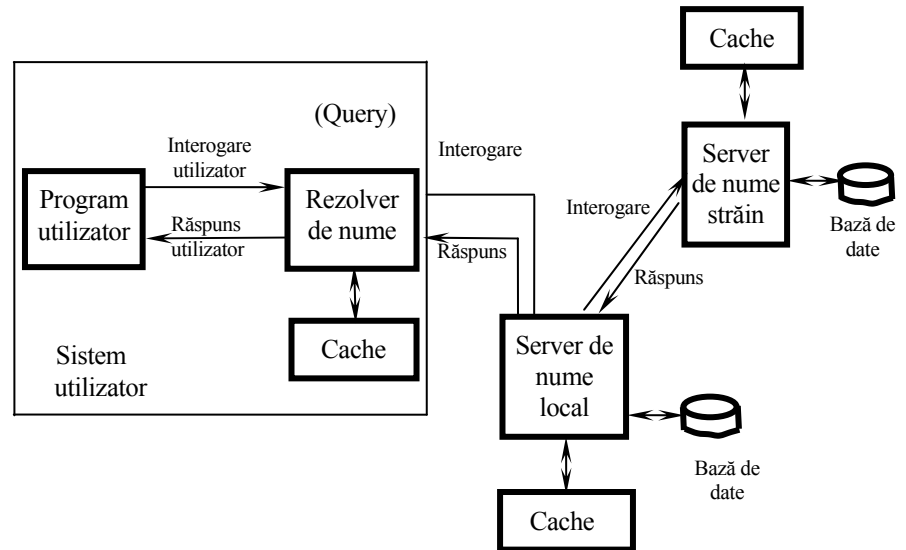 Cache
(Query)
Interogare
utilizator
Interogare
Program
utilizator
Rezolver
de nume
Răspuns
utilizator
Răspuns
Cache
Sistem
utilizator
Server
de nume
străin
Bază de
date
Interogare
Răspuns
Server de
nume
local
Bază de
date
Cache